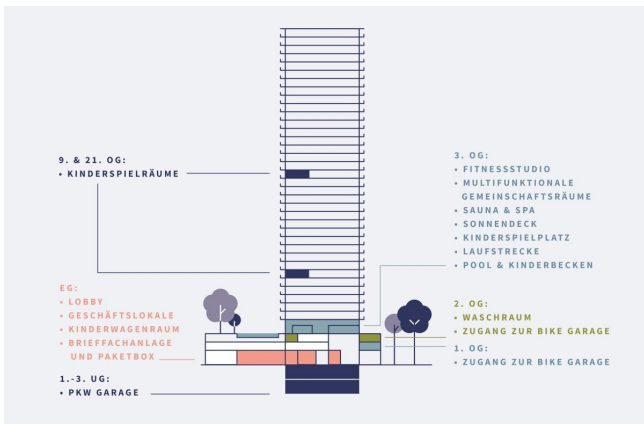 9. & 21. OG:
• KINDERSPIELRÄUME
EG:
• LOBBY
• GESCHÄFTSLOKALE
• KINDERWAGENRAUM
• BRIEFFACHANLAGE
UND PAKETBOX
1.-3. UG:
• PKW GARAGE
3. OG:
• FITNESSSTUDIO
• MULTIFUNKTIONALE
GEMEINSCHAFTSRÄUME
• SAUNA & SPA
• SONNENDECK
• KINDERSPIELPLATZ
• LAUFSTRECKE
• POOL & KINDERBECKEN
2. OG:
• WASCHRAUM
• ZUGANG ZUR BIKE GARAGE
1. OG:
• ZUGANG ZUR BIKE GARAGE